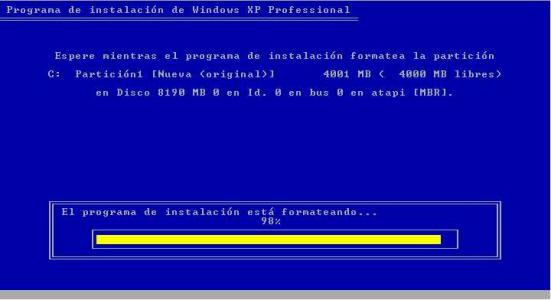 Programa de instalación de Windows XP Professional
Espere mientras el programa de instalación formatea la partición
C: Partición1 [Nueva (original)] 4001 MB ( 4000 MB libres)
en Disco 8190 MB 0 en Id. 0 en bus 0 en atapi [MBR].
El programa de instalación está formateando...
98%